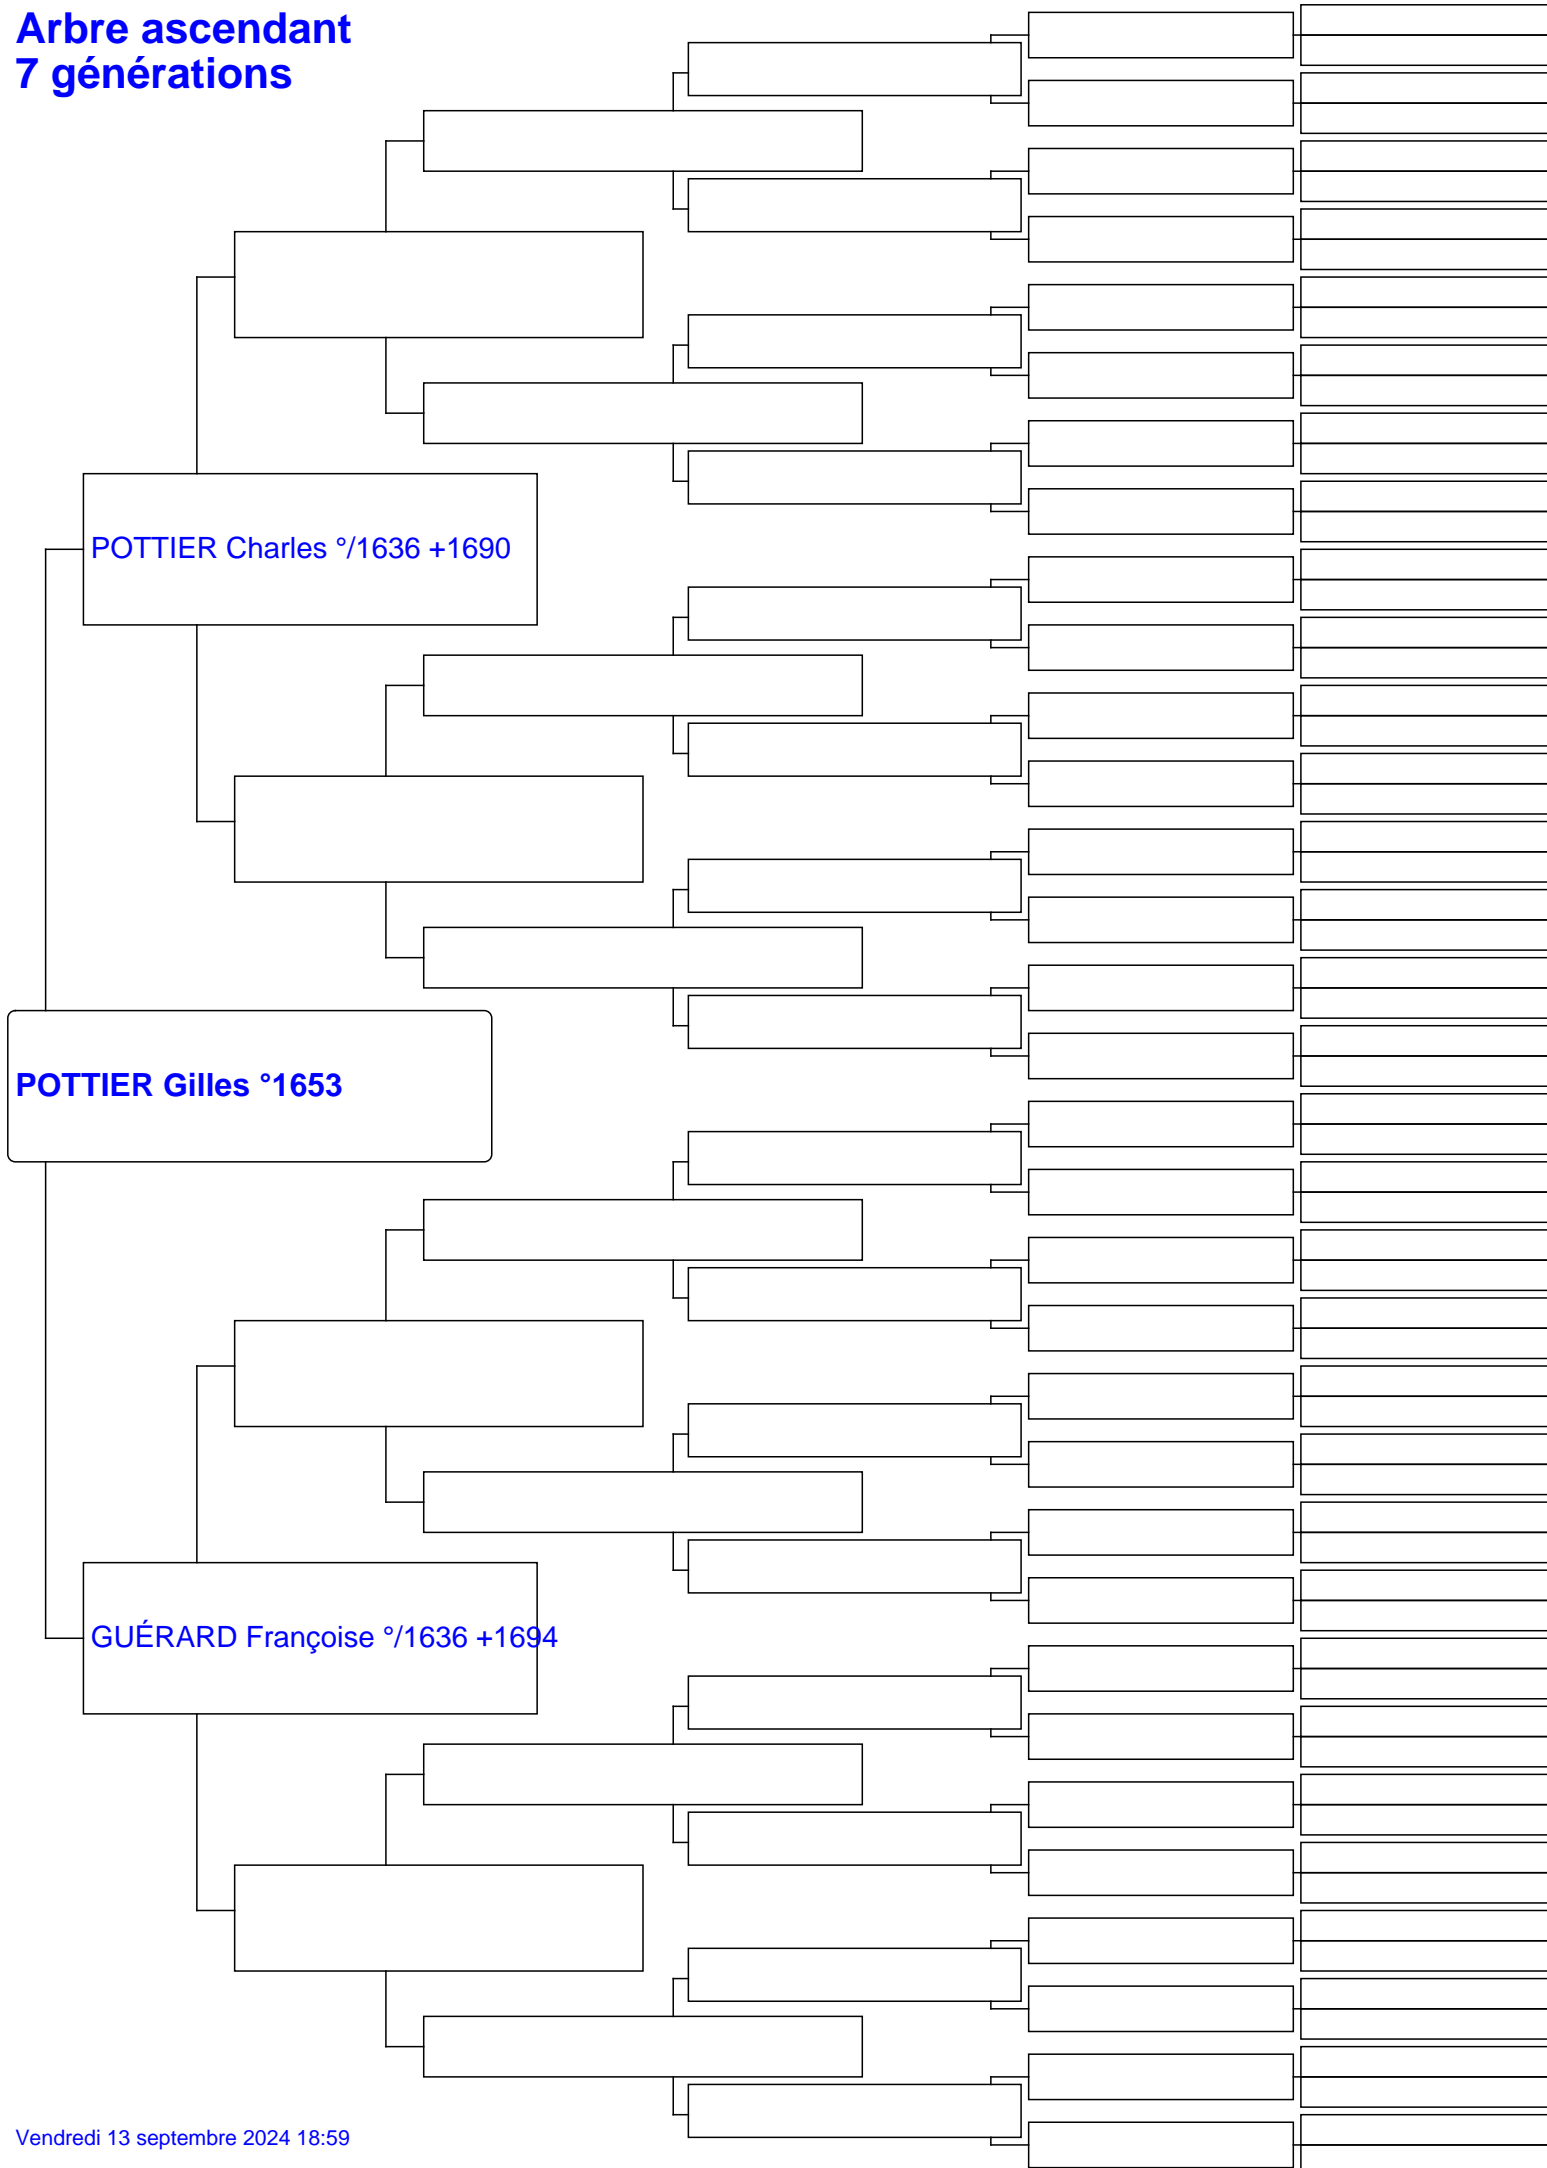 Arbre ascendant
7 générations
POTTIER Charles °/1636 +1690
POTTIER Gilles °1653
GUÉRARD Françoise °/1636 +1694
Vendredi 13 septembre 2024 18:59